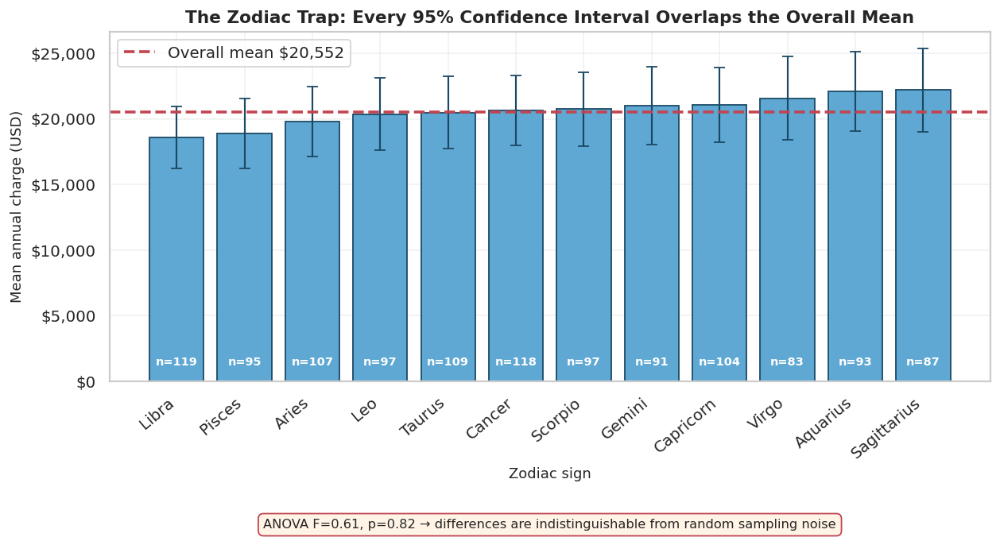 The Zodiac Trap: Every 95% Confidence Interval Overlaps the Overall Mean
Overall mean $20,552
Mean annual charge (USD)
$25,000
$20,000
$15,000
$10,000
$5,000
$0
n=119 n=95 n=107 n=97 n=109 n=118 n=97 n=91 n=104 n=83 n=93 n=87
Libra Pisces Aries Leo Taurus Cancer Scorpio Gemini Capricorn Virgo Aquarius Sagittarius
Zodiac sign
ANOVA F=0.61, p=0.82 → differences are indistinguishable from random sampling noise